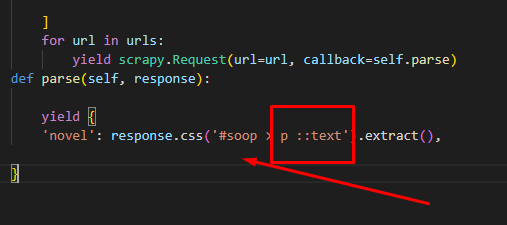 ]
for url in urls:
yield scrapy.Request(url=url, callback=self.parse)
def parse(self, response):
yield {
'novel': response.css('#soop > p ::text').extract(),
}